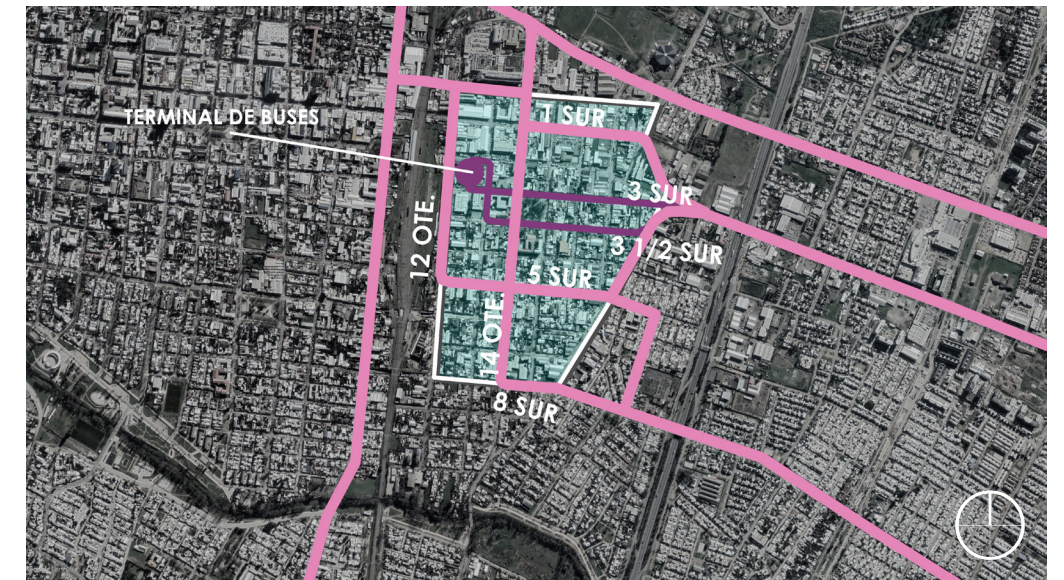 1 SUR
TERMINAL DE BUSES
3 SUR
12 OTE.
3 1/2 SUR
5 SUR
14 OTE.
8 SUR